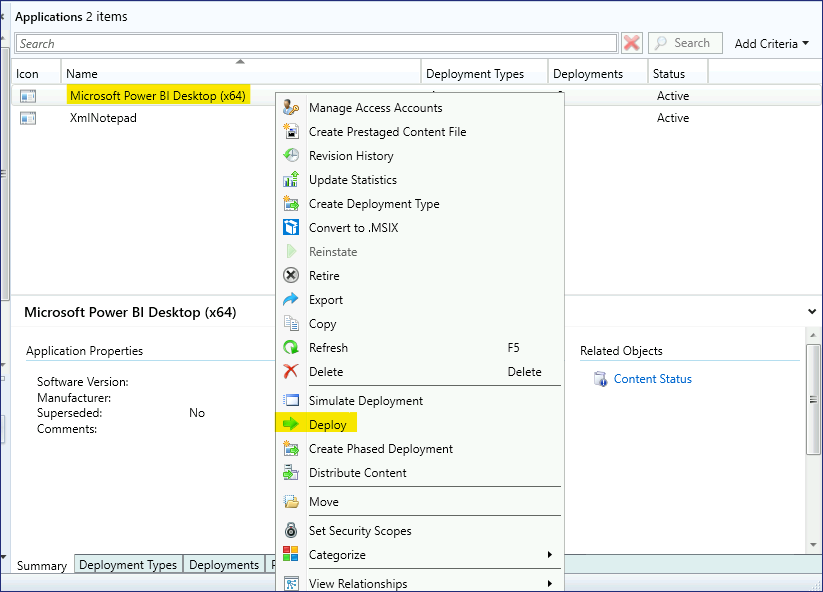 Applications 2 items
Search
Search
Add Criteria
Icon Name Deployment Types Deployments Status
Microsoft Power BI Desktop (x64) Active
XmlNotepad Active
Manage Access Accounts
Create Prestaged Content File
Revision History
Update Statistics
Create Deployment Type
Convert to .MSIX
Reinstate
Retire
Export
Copy
Refresh F5
Delete Delete
Simulate Deployment
Deploy
Create Phased Deployment
Distribute Content
Move
Set Security Scopes
Categorize
View Relationships
Microsoft Power BI Desktop (x64)
Application Properties
Software Version:
Manufacturer:
Superseded: No
Comments:
Related Objects
Content Status
Summary Deployment Types Deployments